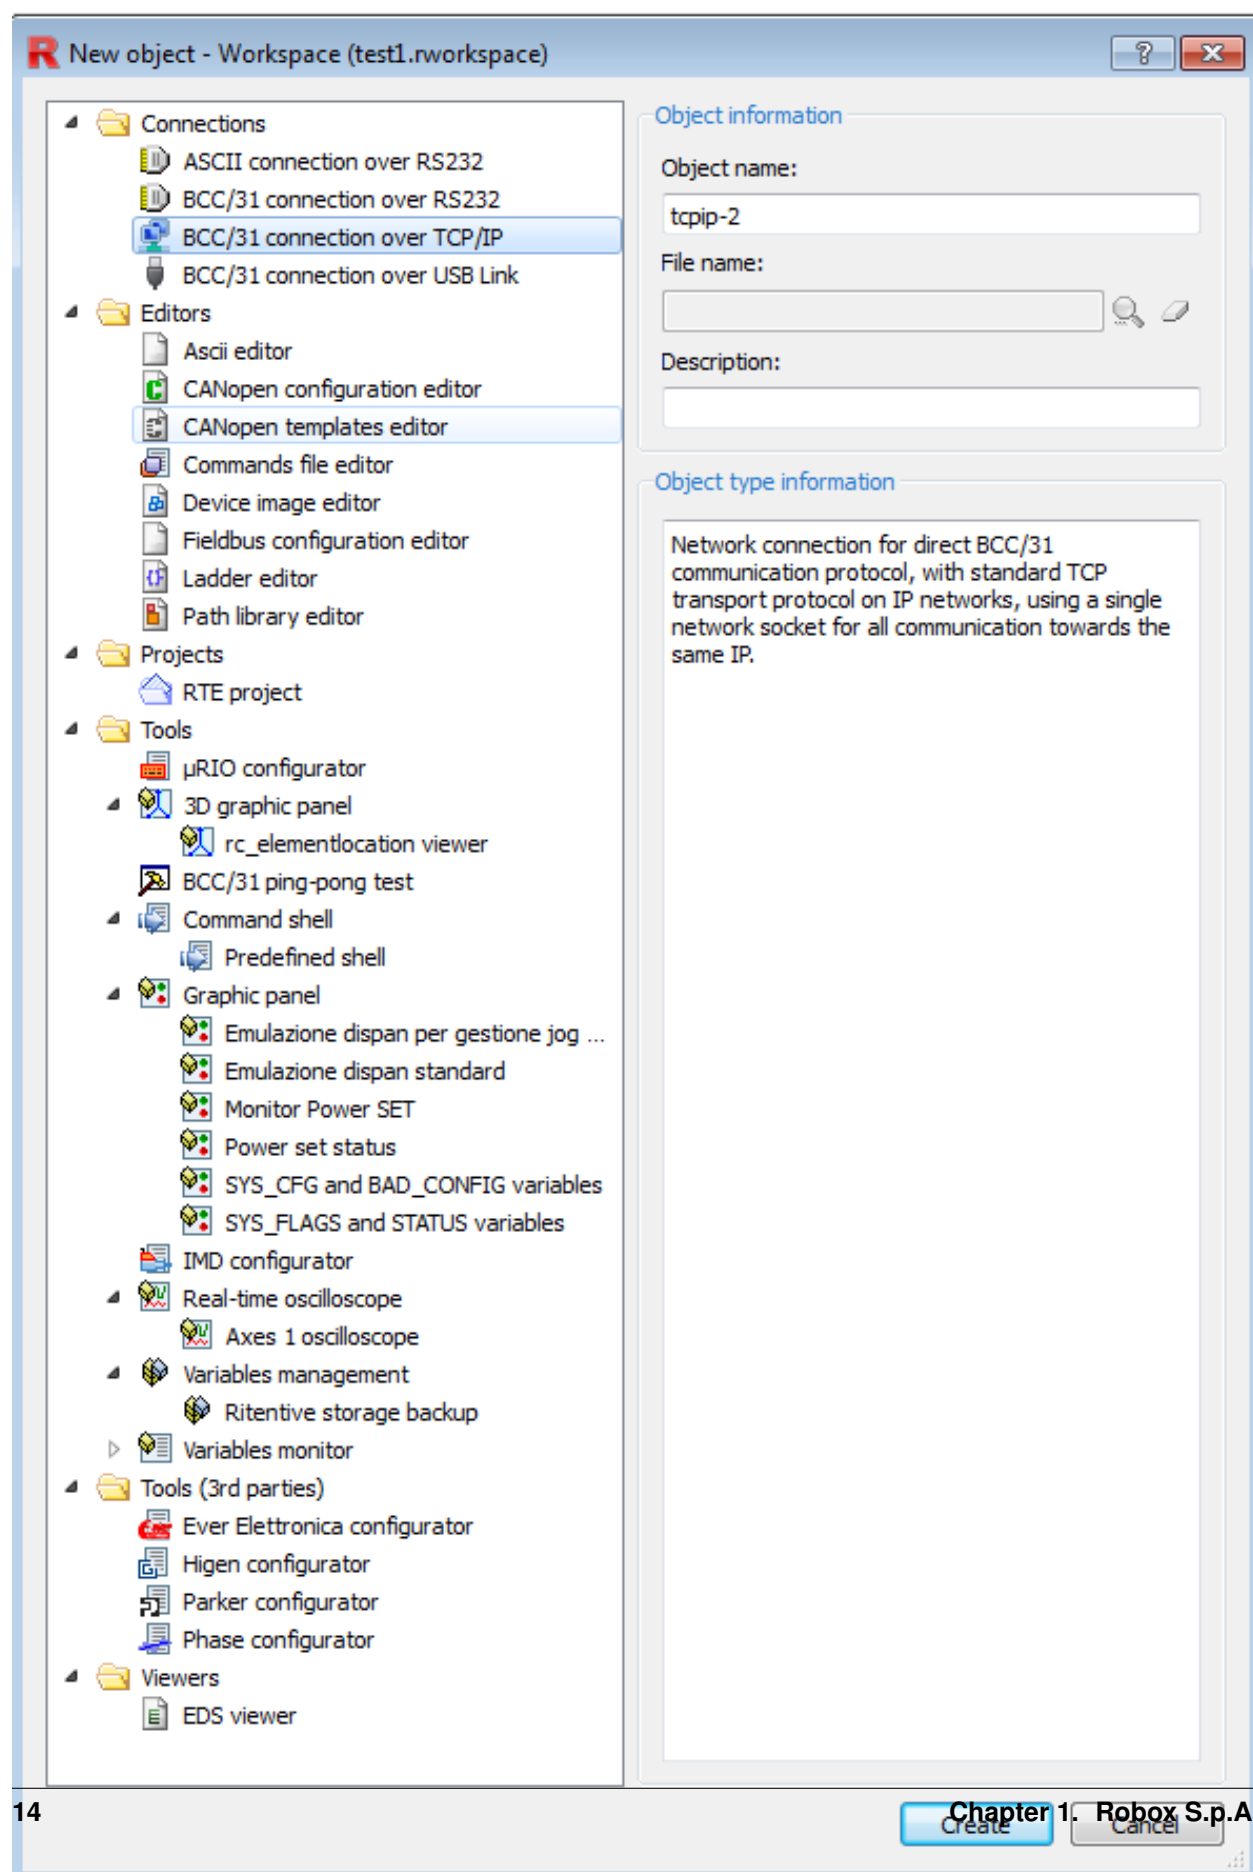 New object - Workspace (test1.rworkspace)
Connections
ASCII connection over RS232
BCC/31 connection over RS232
BCC/31 connection over TCP/IP
BCC/31 connection over USB Link
Editors
Ascii editor
CANopen configuration editor
CANopen templates editor
Commands file editor
Device image editor
Fieldbus configuration editor
Ladder editor
Path library editor
Projects
RTE project
Tools
µRIO configurator
3D graphic panel
rc_elementlocation viewer
BCC/31 ping-pong test
Command shell
Predefined shell
Graphic panel
Emulazione dispan per gestione jog ...
Emulazione dispan standard
Monitor Power SET
Power set status
SYS_CFG and BAD_CONFIG variables
SYS_FLAGS and STATUS variables
IMD configurator
Real-time oscilloscope
Axes 1 oscilloscope
Variables management
Ritentive storage backup
Variables monitor
Tools (3rd parties)
Ever Elettronica configurator
Higen configurator
Parker configurator
Phase configurator
Viewers
EDS viewer
Object information
Object name:
tcpip-2
File name:
Description:
Object type information
Network connection for direct BCC/31
communication protocol, with standard TCP
transport protocol on IP networks, using a single
network socket for all communication towards the
same IP.
14
Chapter 1. Robox S.p.A
Create
Cancel